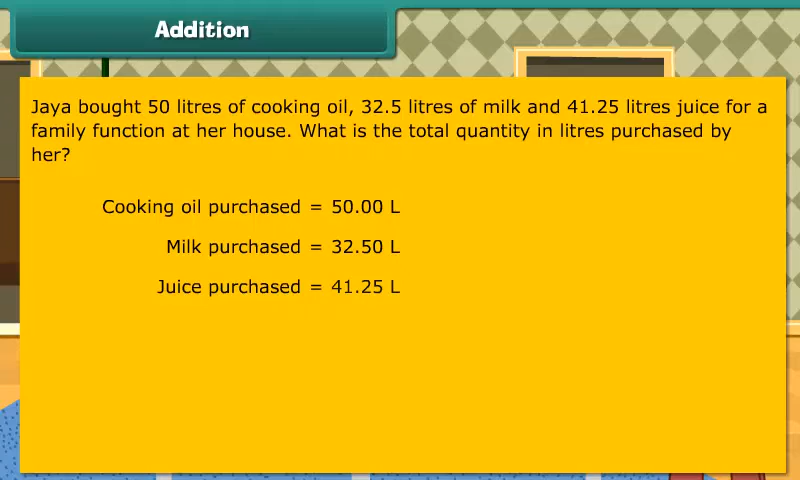 Addition
Jaya bought 50 litres of cooking oil, 32.5 litres of milk and 41.25 litres juice for a
family function at her house. What is the total quantity in litres purchased by
her?
Cooking oil purchased = 50.00 L
Milk purchased = 32.50 L
Juice purchased = 41.25 L